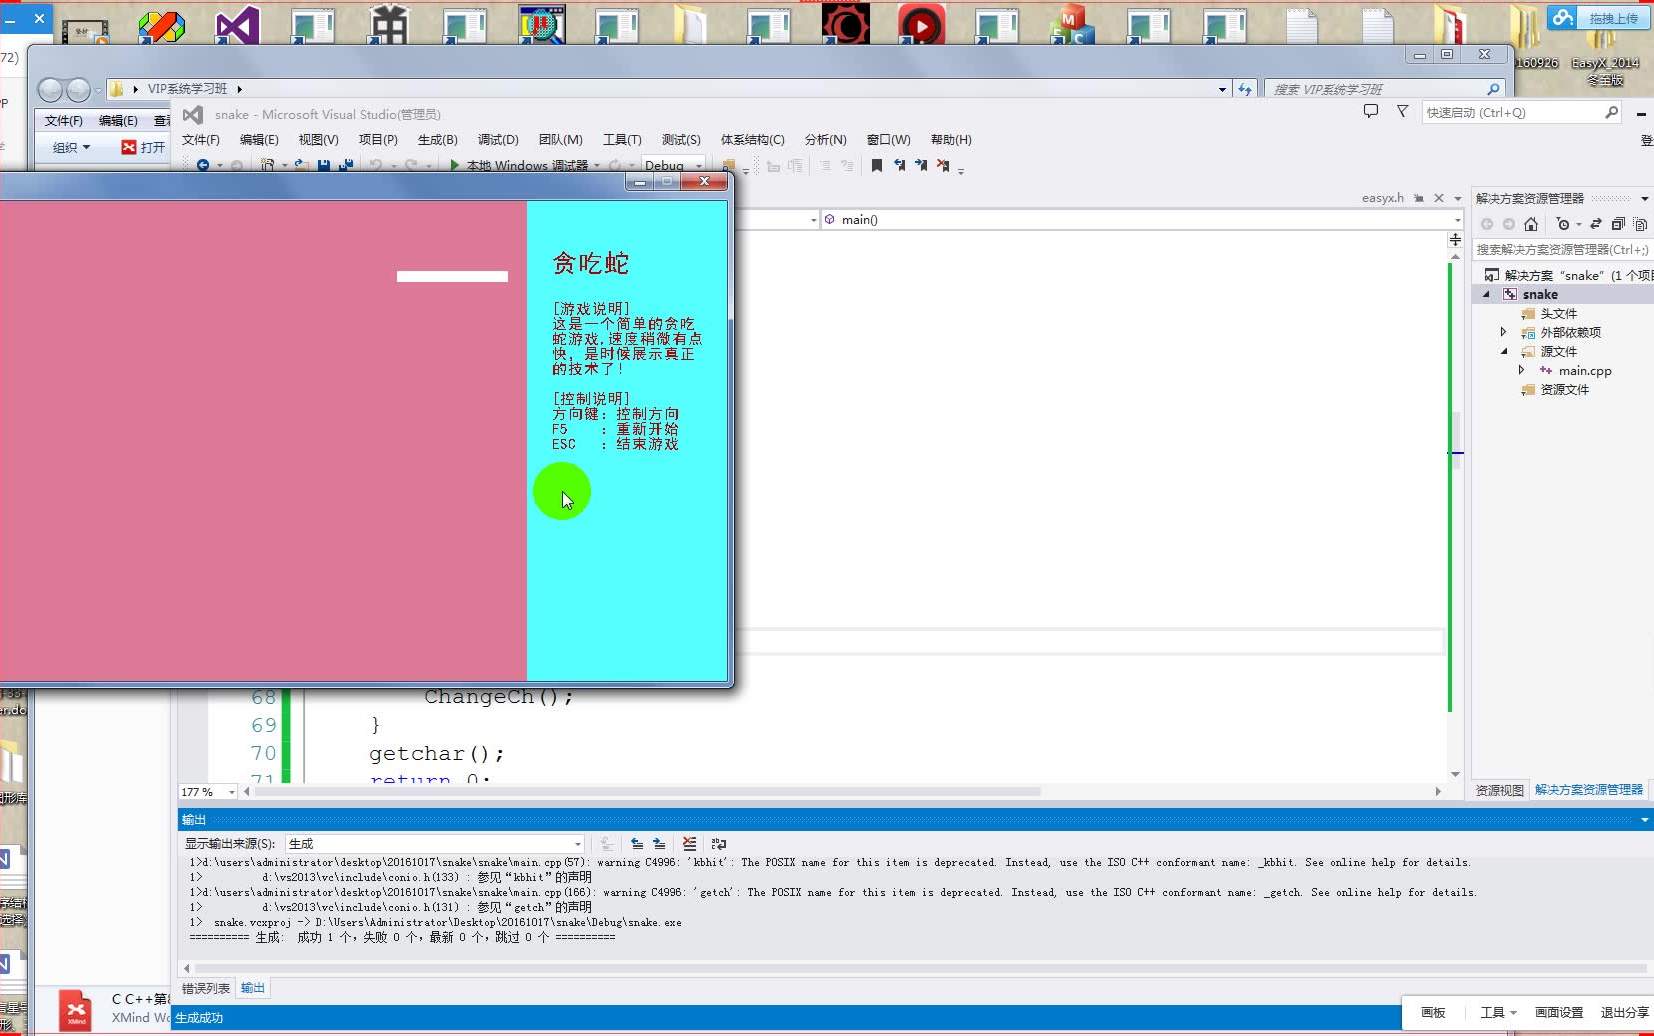 拖拽上传
160926
EasyX_2014
冬至版
72)
VIP系统学习班
搜索 VIP系统学习班
文件(F) 编辑(E) 查看
组织 打开
snake - Microsoft Visual Studio(管理员)
快速启动 (Ctrl+Q)
文件(F) 编辑(E) 视图(V) 项目(P) 生成(B) 调试(D) 团队(M) 工具(T) 测试(S) 体系结构(C) 分析(N) 窗口(W) 帮助(H)
登
本地 Windows 调试器 Debug
easyx.h
main()
解决方案资源管理器
搜索解决方案资源管理器(Ctrl+;)
解决方案 “snake” (1 个项目
snake
头文件
外部依赖项
源文件
main.cpp
资源文件
贪吃蛇
[游戏说明]
这是一个简单的贪吃
蛇游戏,速度稍微有点
快, 是时候展示真正
的技术了!
[控制说明]
方向键: 控制方向
F5 : 重新开始
ESC : 结束游戏
68 ChangeCh();
69 }
70 getchar();
71 return 0;
177 %
资源视图 解决方案资源管理器
输出
显示输出来源(S): 生成
1>d:\users\administrator\desktop\20161017\snake\snake\main.cpp(57): warning C4996: 'kbhit': The POSIX name for this item is deprecated. Instead, use the ISO C++ conformant name: _kbhit. See online help for details.
1> d:\vs2013\vc\include\conio.h(133) : 参见“kbhit”的声明
1>d:\users\administrator\desktop\20161017\snake\snake\main.cpp(166): warning C4996: 'getch': The POSIX name for this item is deprecated. Instead, use the ISO C++ conformant name: _getch. See online help for details.
1> d:\vs2013\vc\include\conio.h(131) : 参见“getch”的声明
1> snake.vcxproj -> D:\Users\Administrator\Desktop\20161017\snake\Debug\snake.exe
========== 生成: 成功 1 个，失败 0 个，最新 0 个，跳过 0 个 ==========
错误列表 输出
C C++第
XMind Wo
生成成功
画板 工具 画面设置 退出分享